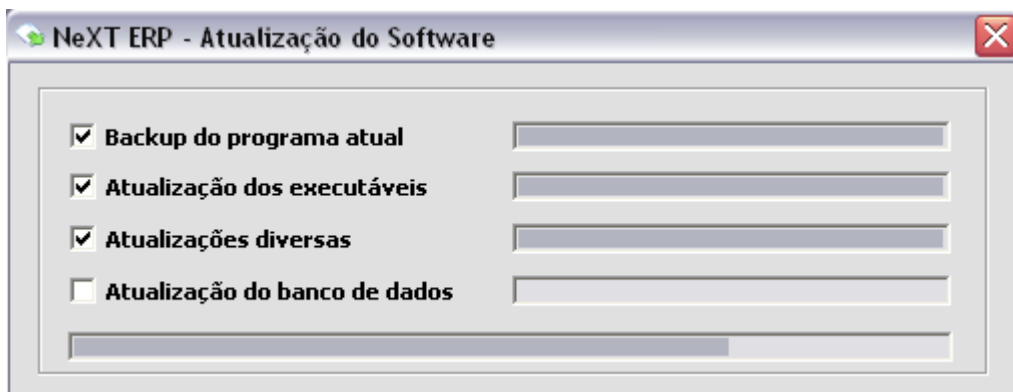 NeXT ERP - Atualização do Software
Backup do programa atual
Atualização dos executáveis
Atualizações diversas
Atualização do banco de dados